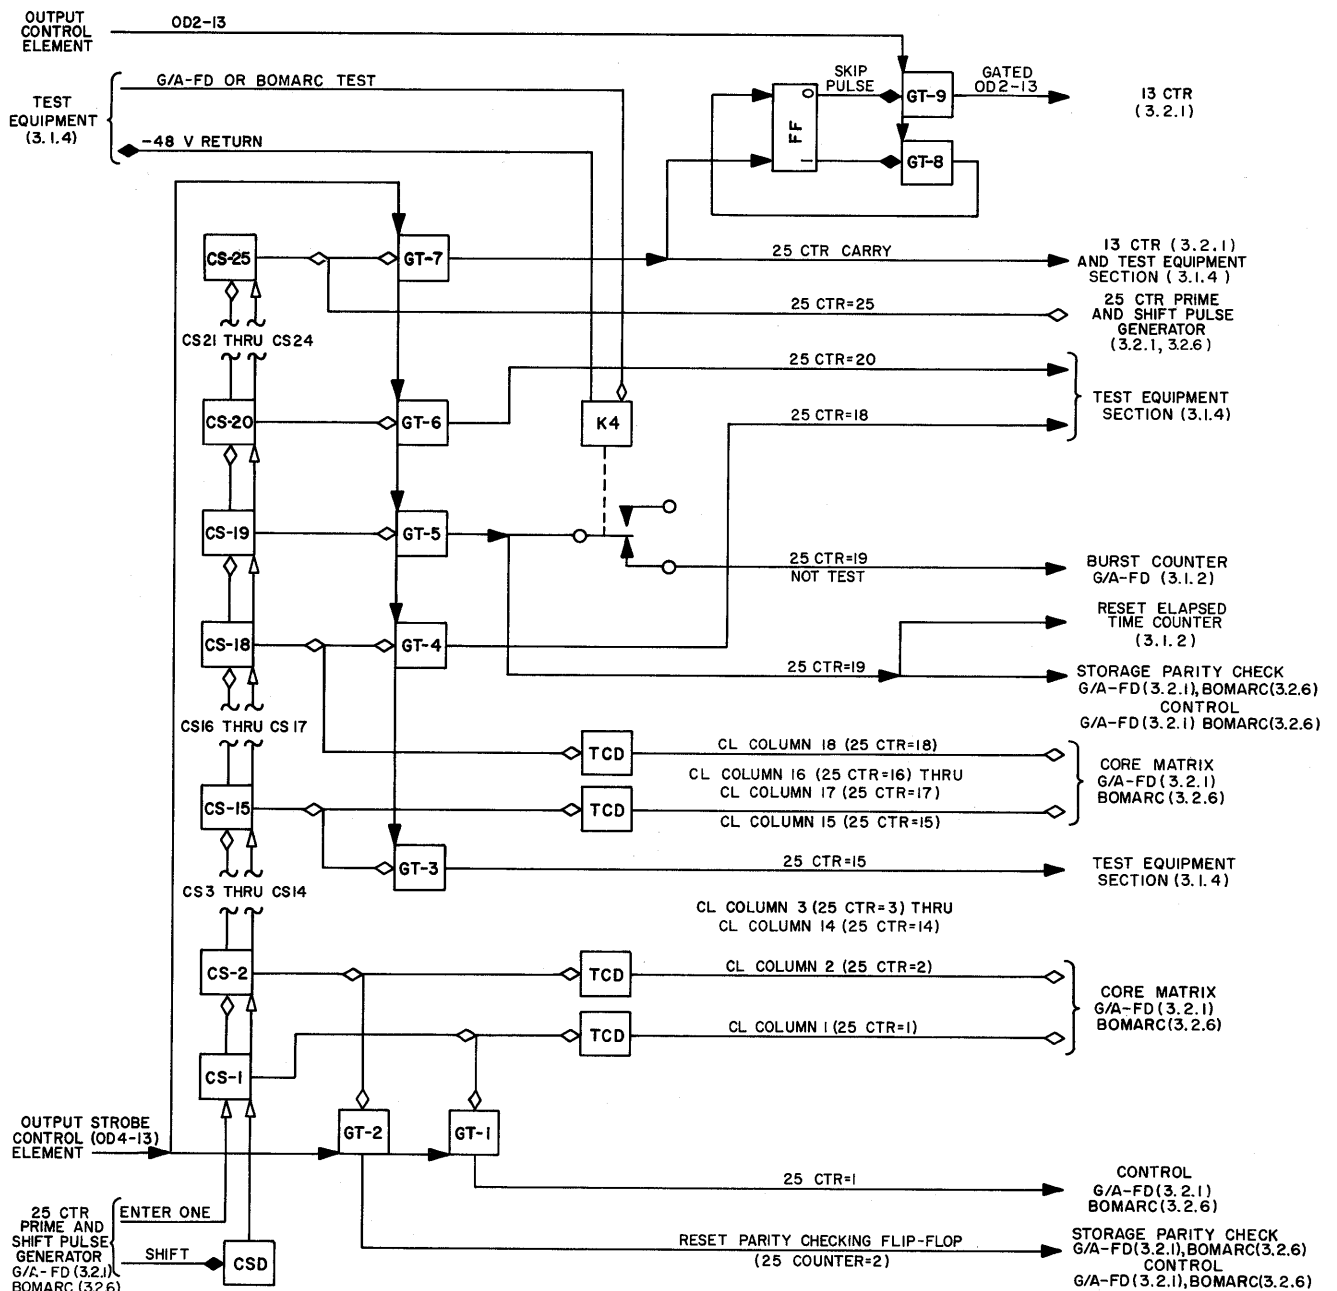 OUTPUT
CONTROL
ELEMENT
OD2-13
TEST
EQUIPMENT
(3.1.4)
G/A-FD OR BOMARC TEST
-48 V RETURN
SKIP
PULSE
FF
O
I
GT-9
GT-8
GATED
OD2-13
13 CTR
(3.2.1)
CS-25
GT-7
25 CTR CARRY
13 CTR (3.2.1)
AND TEST EQUIPMENT
SECTION (3.1.4)
25 CTR=25
25 CTR PRIME
AND SHIFT PULSE
GENERATOR
(3.2.1, 3.2.6)
CS21 THRU CS24
25 CTR=20
CS-20
GT-6
K4
25 CTR=18
TEST EQUIPMENT
SECTION (3.1.4)
CS-19
GT-5
25 CTR=19
NOT TEST
BURST COUNTER
G/A-FD (3.1.2)
RESET ELAPSED
TIME COUNTER
(3.1.2)
CS-18
GT-4
25 CTR=19
STORAGE PARITY CHECK
G/A-FD(3.2.1), BOMARC(3.2.6)
CONTROL
G/A-FD(3.2.1) BOMARC(3.2.6)
CS16 THRU CS17
TCD
CL COLUMN 18 (25 CTR=18)
CL COLUMN 16 (25 CTR=16) THRU
CL COLUMN 17 (25 CTR=17)
CORE MATRIX
G/A-FD(3.2.1)
BOMARC(3.2.6)
CS-15
TCD
CL COLUMN 15 (25 CTR=15)
GT-3
25 CTR=15
TEST EQUIPMENT
SECTION (3.1.4)
CS3 THRU CS14
CL COLUMN 3 (25 CTR=3) THRU
CL COLUMN 14 (25 CTR=14)
CS-2
TCD
CL COLUMN 2 (25 CTR=2)
CORE MATRIX
G/A-FD(3.2.1)
BOMARC(3.2.6)
TCD
CL COLUMN 1 (25 CTR=1)
CS-1
OUTPUT STROBE
CONTROL (OD4-13)
ELEMENT
GT-2
GT-1
25 CTR=1
CONTROL
G/A-FD(3.2.1)
BOMARC(3.2.6)
25 CTR
PRIME AND
SHIFT PULSE
GENERATOR
G/A-FD (3.2.1)
BOMARC (3.2.6)
ENTER ONE
SHIFT
CSD
RESET PARITY CHECKING FLIP-FLOP
(25 COUNTER=2)
STORAGE PARITY CHECK
G/A-FD(3.2.1), BOMARC(3.2.6)
CONTROL
G/A-FD(3.2.1), BOMARC(3.2.6)